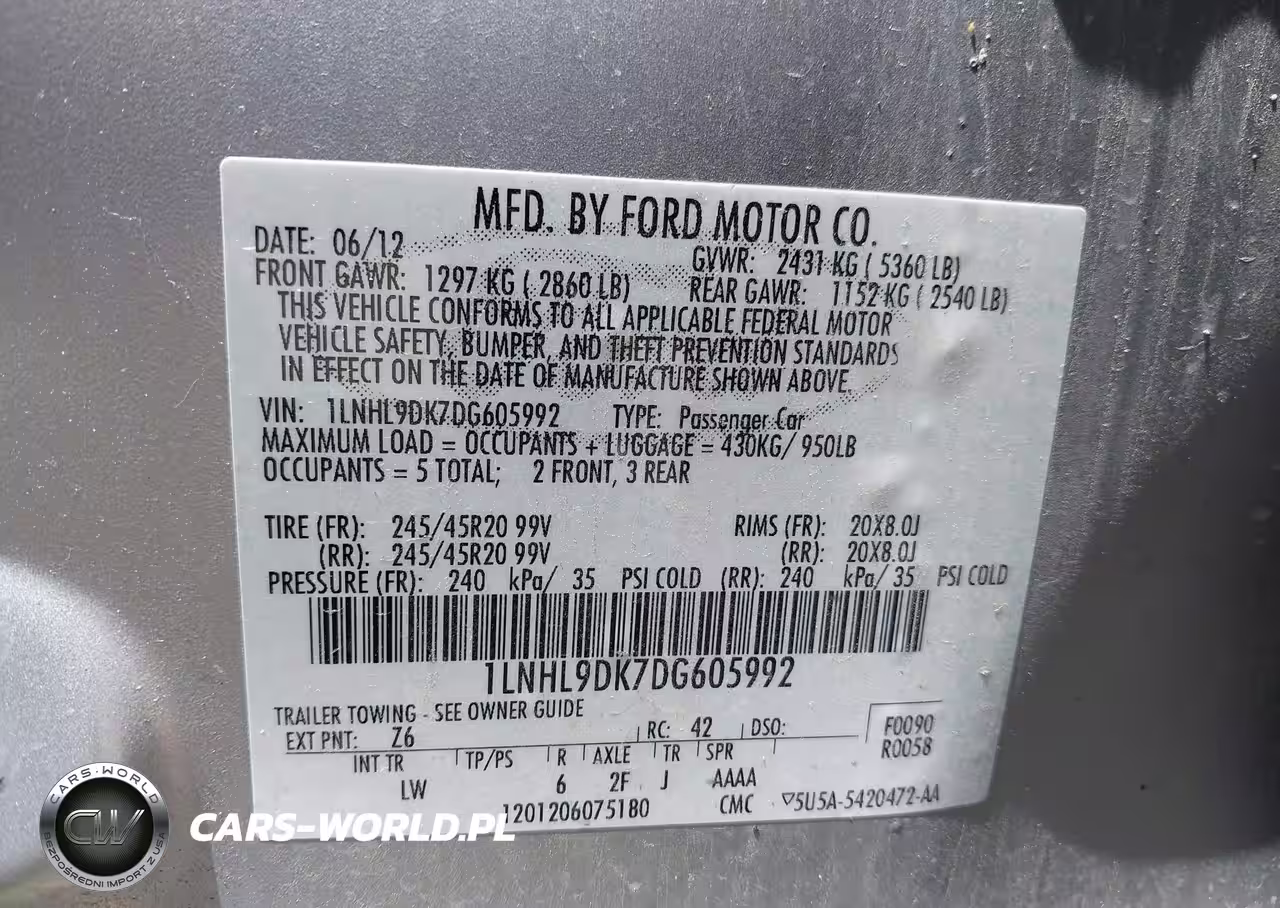 MFD. BY FORD MOTOR CO.
DATE: 06/12 GVWR: 2431 KG ( 5360 LB)
FRONT GAWR: 1297 KG ( 2860 LB) REAR GAWR: 1152 KG ( 2540 LB)
THIS VEHICLE CONFORMS TO ALL APPLICABLE FEDERAL MOTOR
VEHICLE SAFETY, BUMPER, AND THEFT PREVENTION STANDARDS
IN EFFECT ON THE DATE OF MANUFACTURE SHOWN ABOVE.
VIN: 1LNHL9DK7DG605992 TYPE: Passenger Car
MAXIMUM LOAD = OCCUPANTS + LUGGAGE = 430KG/ 950LB
OCCUPANTS = 5 TOTAL; 2 FRONT, 3 REAR
TIRE (FR): 245/45R20 99V RIMS (FR): 20X8.0J
(RR): 245/45R20 99V (RR): 20X8.0J
PRESSURE (FR): 240 kPa/ 35 PSI COLD (RR): 240 kPa/ 35 PSI COLD
1LNHL9DK7DG605992
TRAILER TOWING - SEE OWNER GUIDE
EXT PNT: Z6 RC: 42 DSO: F0090
R0058
INT TR TP/PS R AXLE TR SPR
LW 6 2F J AAAA
1201206075180 CMC ▽5U5A-5420472-AA
CARS-WORLD
CW
BEZPOŚREDNI IMPORT Z USA
CARS-WORLD.PL